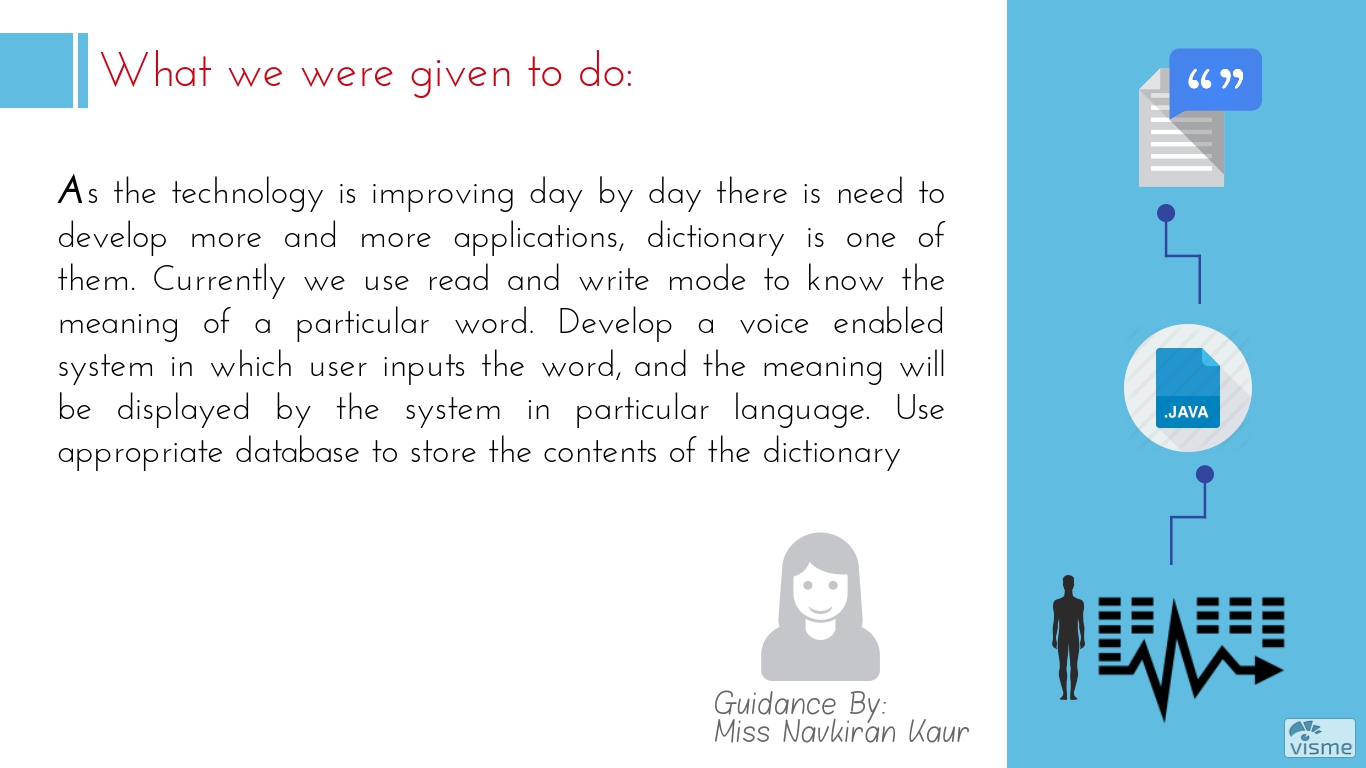 What we were given to do:
As the technology is improving day by day there is need to
develop more and more applications, dictionary is one of
them. Currently we use read and write mode to know the
meaning of a particular word. Develop a voice enabled
system in which user inputs the word, and the meaning will
be displayed by the system in particular language. Use
appropriate database to store the contents of the dictionary
Guidance By:
Miss Navkiran Kaur
“ ”
.JAVA
visme